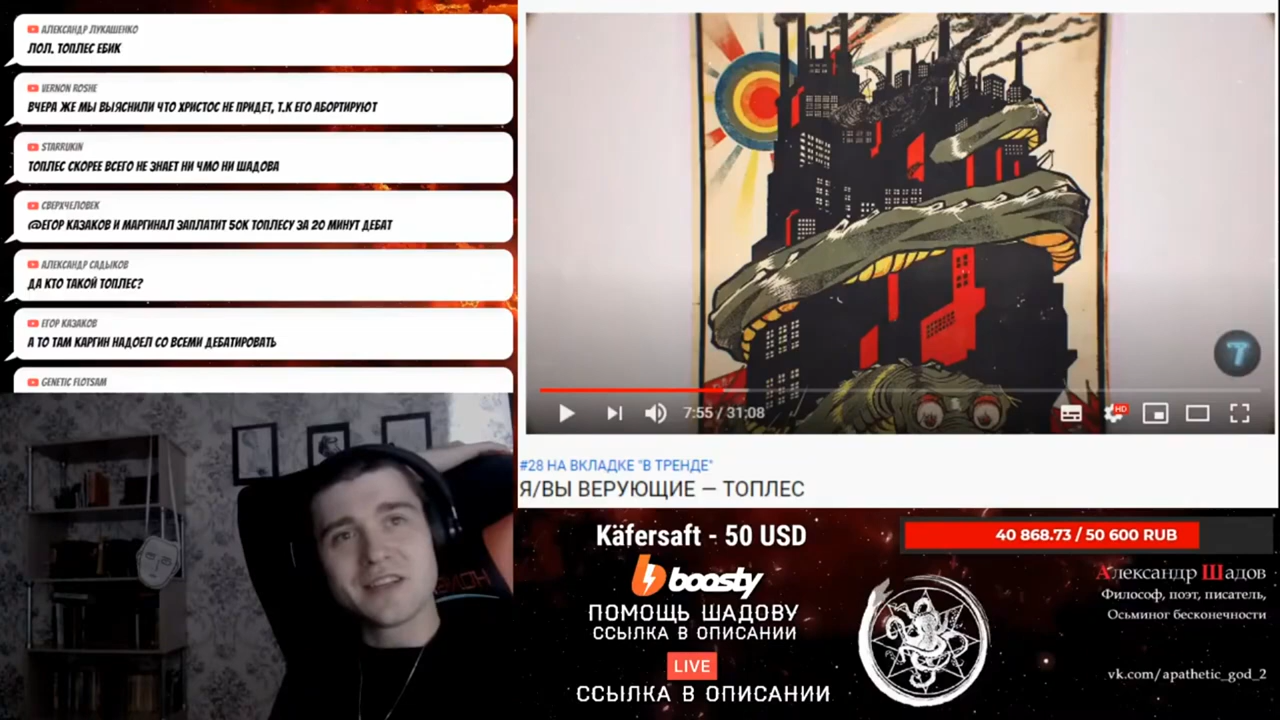 АЛЕКСАНДР ЛУКАШЕНКО
ЛОЛ. ТОПЛЕС ЕБИК
VERNON ROSHE
ВЧЕРА ЖЕ МЫ ВЫЯСНИЛИ ЧТО ХРИСТОС НЕ ПРИДЕТ, Т.К ЕГО АБОРТИРУЮТ
STARRUKIN
ТОПЛЕС СКОРЕЕ ВСЕГО НЕ ЗНАЕТ НИ ЧМО НИ ШАДОВА
СВЕРХЧЕЛОВЕК
@ЕГОР КАЗАКОВ И МАРГИНАЛ ЗАПЛАТИТ 50К ТОПЛЕСУ ЗА 20 МИНУТ ДЕБАТ
АЛЕКСАНДР САДЫКОВ
ДА КТО ТАКОЙ ТОПЛЕС?
ЕГОР КАЗАКОВ
А ТО ТАМ КАРГИН НАДОЕЛ СО ВСЕМИ ДЕБАТИРОВАТЬ
GENETIC FLOTSAM
7:55 / 31:08
HD
#28 НА ВКЛАДКЕ "В ТРЕНДЕ"
Я/ВЫ ВЕРУЮЩИЕ — ТОПЛЕС
Käfersaft - 50 USD
boosty
ПОМОЩЬ ШАДОВУ
ССЫЛКА В ОПИСАНИИ
LIVE
ССЫЛКА В ОПИСАНИИ
40 868.73 / 50 600 RUB
Александр Шадов
Философ, поэт, писатель,
Осьминог бесконечности
vk.com/apathetic_god_2